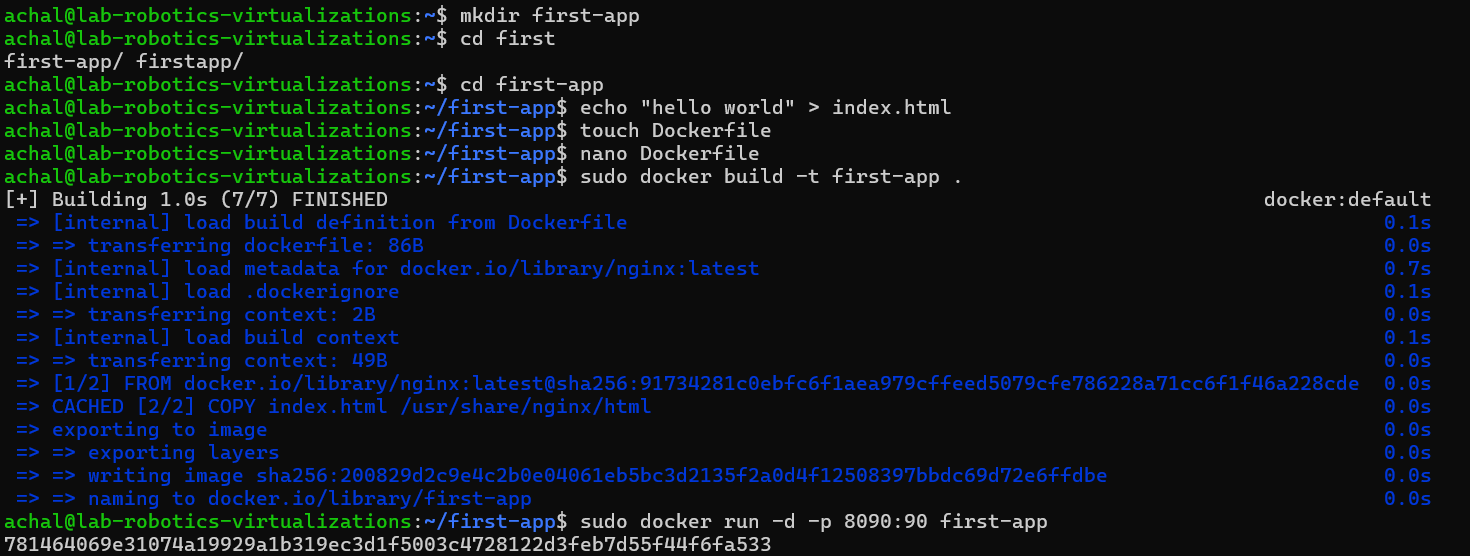 achal@lab-robotics-virtualizations:~$ mkdir first-app
achal@lab-robotics-virtualizations:~$ cd first
first-app/ firstapp/
achal@lab-robotics-virtualizations:~$ cd first-app
achal@lab-robotics-virtualizations:~/first-app$ echo "hello world" > index.html
achal@lab-robotics-virtualizations:~/first-app$ touch Dockerfile
achal@lab-robotics-virtualizations:~/first-app$ nano Dockerfile
achal@lab-robotics-virtualizations:~/first-app$ sudo docker build -t first-app .
[+] Building 1.0s (7/7) FINISHED docker:default
=> [internal] load build definition from Dockerfile 0.1s
=> => transferring dockerfile: 86B 0.0s
=> [internal] load metadata for docker.io/library/nginx:latest 0.7s
=> [internal] load .dockerignore 0.1s
=> => transferring context: 2B 0.0s
=> [internal] load build context 0.1s
=> => transferring context: 49B 0.0s
=> [1/2] FROM docker.io/library/nginx:latest@sha256:91734281c0ebfc6f1aea979cffeed5079cfe786228a71cc6f1f46a228cde 0.0s
=> CACHED [2/2] COPY index.html /usr/share/nginx/html 0.0s
=> exporting to image 0.0s
=> => exporting layers 0.0s
=> => writing image sha256:200829d2c9e4c2b0e04061eb5bc3d2135f2a0d4f12508397bbdc69d72e6ffdbe 0.0s
=> => naming to docker.io/library/first-app 0.0s
achal@lab-robotics-virtualizations:~/first-app$ sudo docker run -d -p 8090:90 first-app
781464069e31074a19929a1b319ec3d1f5003c4728122d3feb7d55f44f6fa533